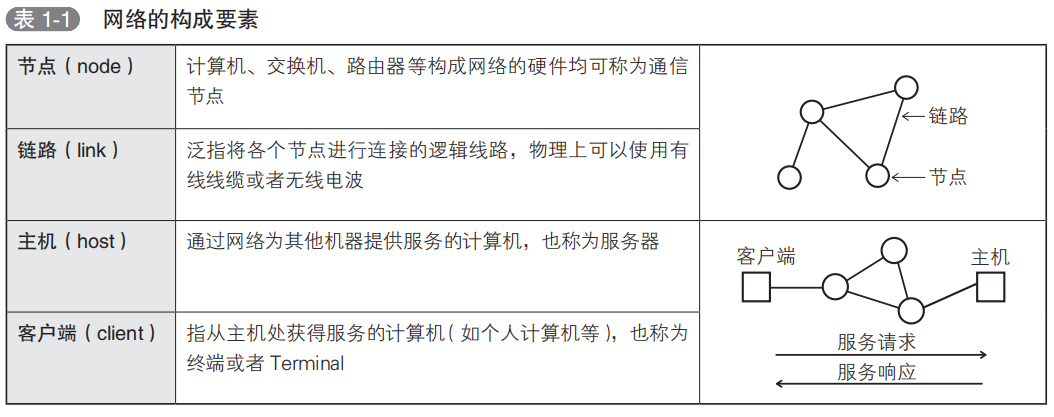 表 1-1 网络的构成要素
节点（node）
计算机、交换机、路由器等构成网络的硬件均可称为通信
节点
链路
节点
链路（link）
泛指将各个节点进行连接的逻辑线路，物理上可以使用有
线线缆或者无线电波
主机（host）
通过网络为其他机器提供服务的计算机，也称为服务器
客户端
主机
服务请求
服务响应
客户端（client）
指从主机处获得服务的计算机（如个人计算机等），也称为
终端或者 Terminal